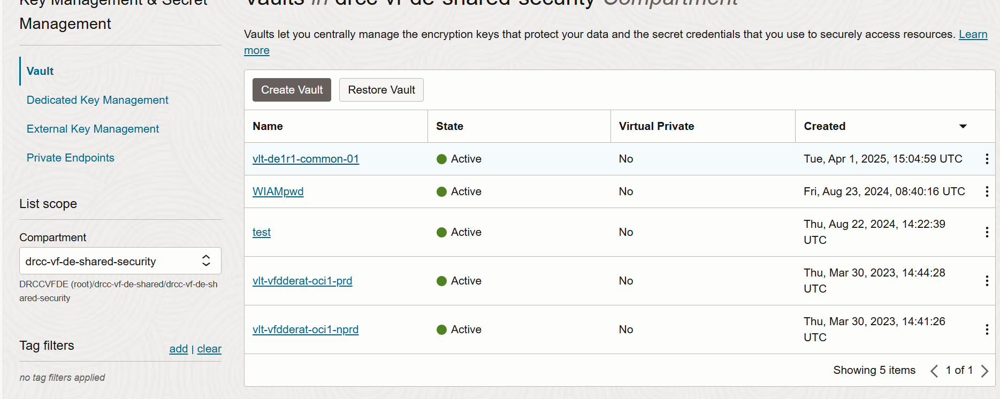 Key Management & Secret
Management
Vault
Dedicated Key Management
External Key Management
Private Endpoints
List scope
Compartment
drcc-vf-de-shared-security
DRCCVFDE (root)/drcc-vf-de-shared/drcc-vf-de-sh
ared-security
Tag filters
add | clear
no tag filters applied
Vaults in drcc-vf-de-shared-security Compartment
Vaults let you centrally manage the encryption keys that protect your data and the secret credentials that you use to securely access resources. Learn
more
Create Vault Restore Vault
Name State Virtual Private Created
vlt-de1r1-common-01 Active No Tue, Apr 1, 2025, 15:04:59 UTC
WIAMpwd Active No Fri, Aug 23, 2024, 08:40:16 UTC
test Active No Thu, Aug 22, 2024, 14:22:39
UTC
vlt-vfdderat-oci1-prd Active No Thu, Mar 30, 2023, 14:44:28
UTC
vlt-vfdderat-oci1-nprd Active No Thu, Mar 30, 2023, 14:41:26
UTC
Showing 5 items 1 of 1